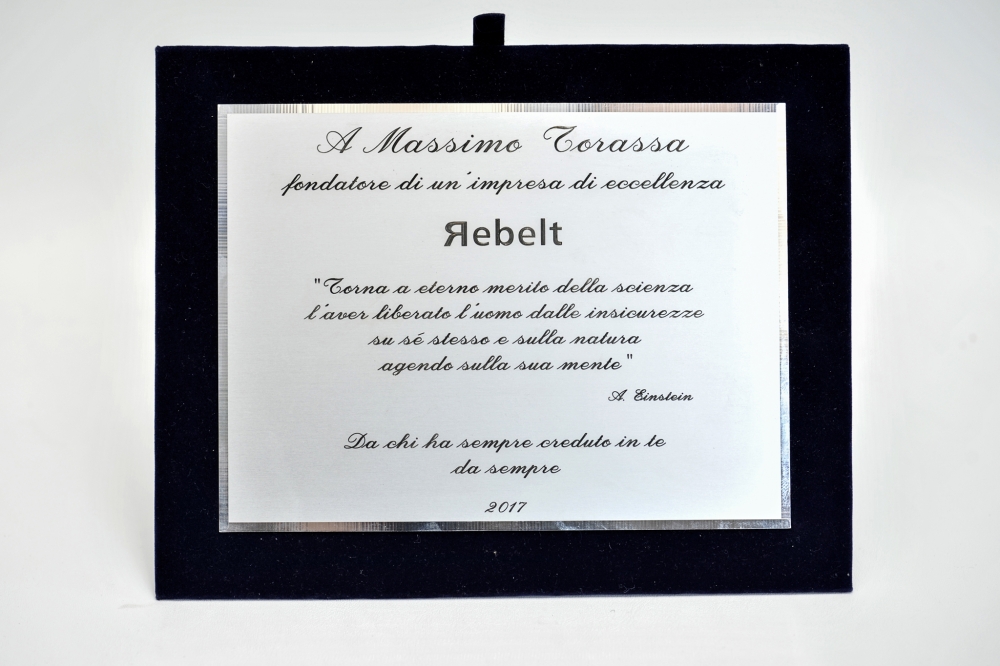 A Massimo Torassa
fondatore di un'impresa di eccellenza
Яebelt
"Torna a eterno merito della scienza
l'aver liberato l'uomo dalle insicurezze
su sé stesso e sulla natura
agendo sulla sua mente"
A. Einstein
Da chi ha sempre creduto in te
da sempre
2017